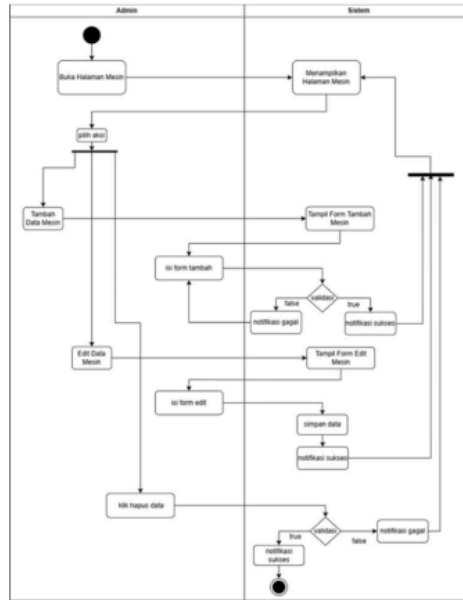 Admin
Sistem
Buka Halaman Mesin
Menampilkan
Halaman Mesin
pilih aksi
Tambah
Data Mesin
Tampil Form Tambah
Mesin
isi form tambah
validasi
false
true
notifikasi gagal
notifikasi sukses
Edit Data
Mesin
Tampil Form Edit
Mesin
isi form edit
simpan data
notifikasi sukses
klik hapus data
validasi
true
false
notifikasi gagal
notifikasi
sukses